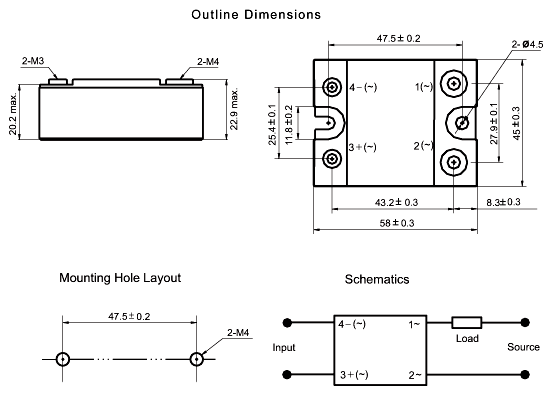 Outline Dimensions
2-M3
2-M4
20.2 max.
22.9 max.
47.5±0.2
2-Ø4.5
4−(~)
1(~)
3+(~)
2(~)
25.4±0.1
11.8±0.2
27.9±0.1
45±0.3
43.2±0.3
8.3±0.3
58±0.3
Mounting Hole Layout
47.5±0.2
2-M4
Schematics
4−(~)
1~
Load
Input
Source
3+(~)
2~